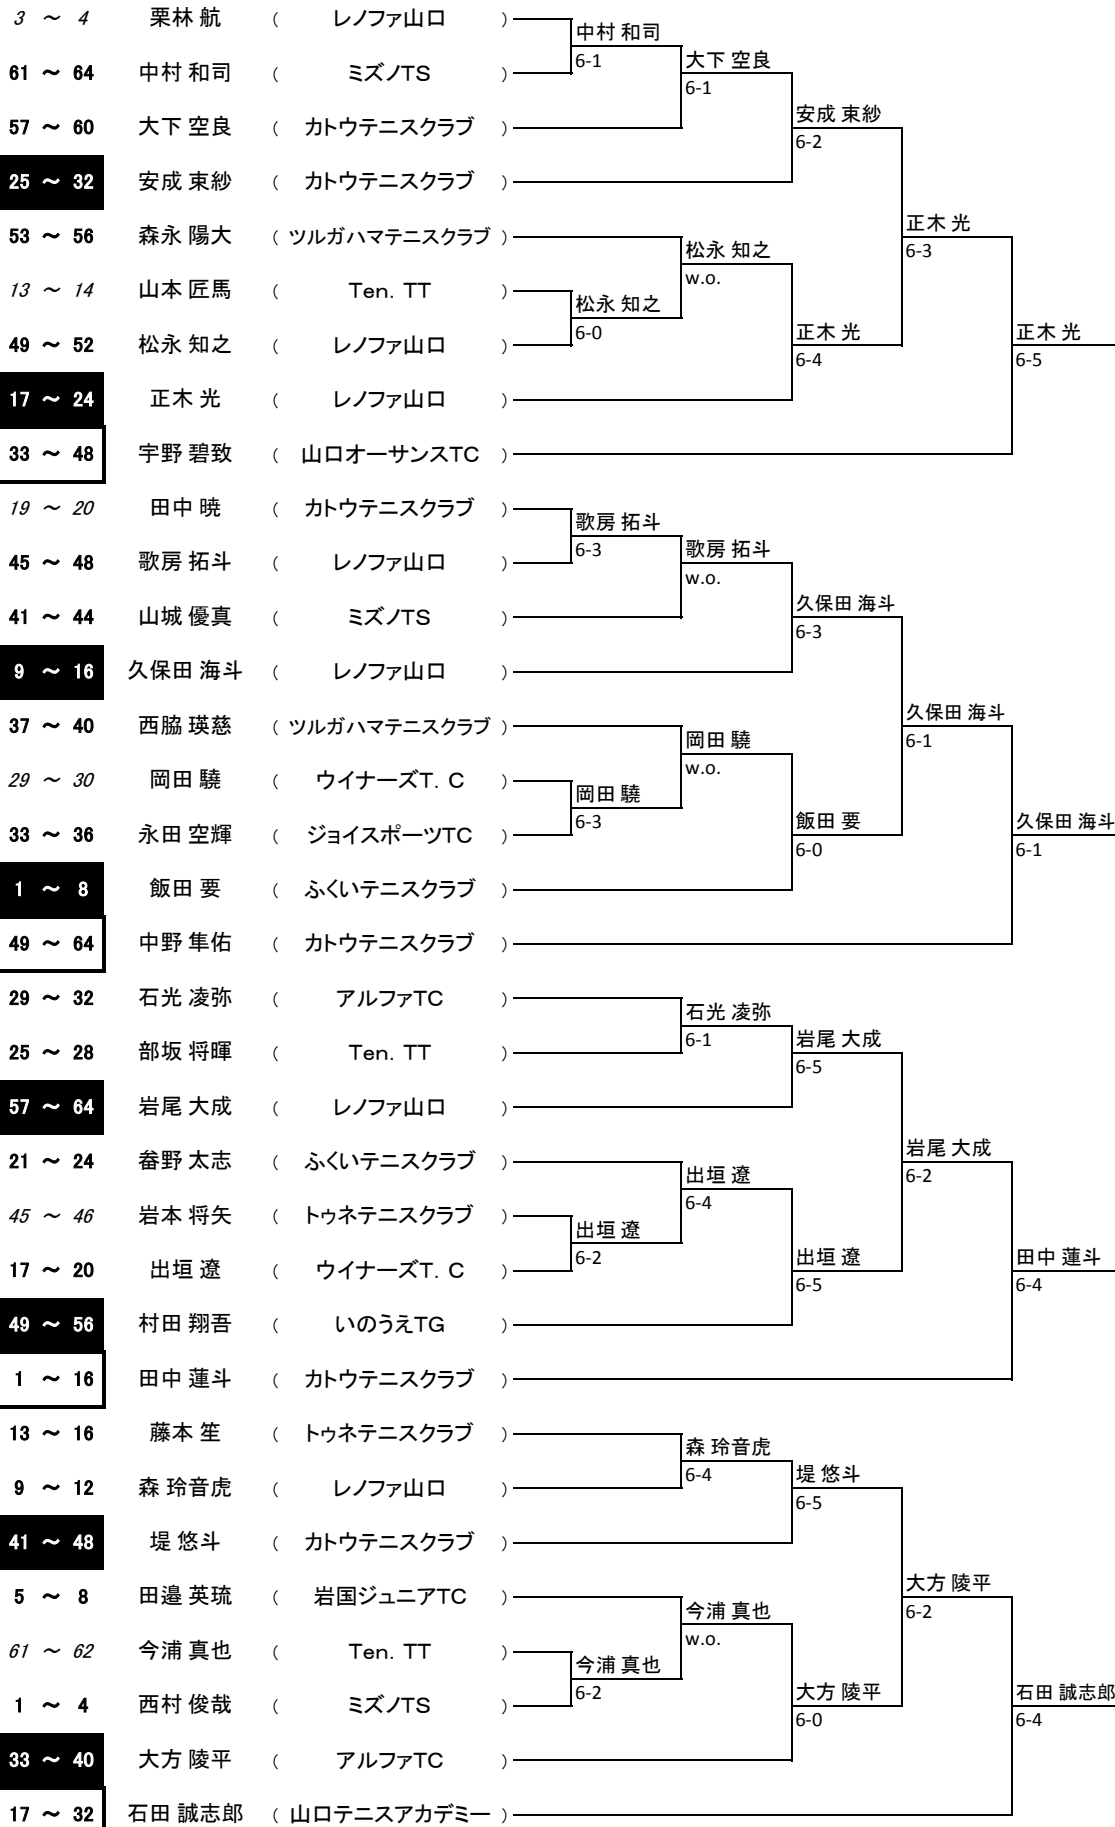 3 ～ 4 栗林 航 ( レノファ山口 )
中村 和司
6-1
大下 空良
61 ～ 64 中村 和司 ( ミズノTS )
6-1
安成 束紗
57 ～ 60 大下 空良 ( カトウテニスクラブ )
6-2
25 ～ 32 安成 束紗 ( カトウテニスクラブ )
正木 光
53 ～ 56 森永 陽大 ( ツルガハマテニスクラブ )
松永 知之
6-3
w.o.
13 ～ 14 山本 匠馬 ( Ten. TT )
松永 知之
6-0
正木 光
正木 光
49 ～ 52 松永 知之 ( レノファ山口 )
6-4
6-5
17 ～ 24 正木 光 ( レノファ山口 )
33 ～ 48 宇野 碧致 ( 山口オーサンスTC )
19 ～ 20 田中 暁 ( カトウテニスクラブ )
歌房 拓斗
6-3
歌房 拓斗
45 ～ 48 歌房 拓斗 ( レノファ山口 )
w.o.
久保田 海斗
41 ～ 44 山城 優真 ( ミズノTS )
6-3
9 ～ 16 久保田 海斗 ( レノファ山口 )
久保田 海斗
37 ～ 40 西脇 瑛慈 ( ツルガハマテニスクラブ )
岡田 驍
6-1
w.o.
29 ～ 30 岡田 驍 ( ウイナーズT. C )
岡田 驍
6-3
飯田 要
久保田 海斗
33 ～ 36 永田 空輝 ( ジョイスポーツTC )
6-0
6-1
1 ～ 8 飯田 要 ( ふくいテニスクラブ )
49 ～ 64 中野 隼佑 ( カトウテニスクラブ )
29 ～ 32 石光 凌弥 ( アルファTC )
石光 凌弥
6-1
岩尾 大成
25 ～ 28 部坂 将暉 ( Ten. TT )
6-5
57 ～ 64 岩尾 大成 ( レノファ山口 )
岩尾 大成
21 ～ 24 畚野 太志 ( ふくいテニスクラブ )
出垣 遼
6-2
6-4
45 ～ 46 岩本 将矢 ( トゥネテニスクラブ )
出垣 遼
6-2
出垣 遼
田中 蓮斗
17 ～ 20 出垣 遼 ( ウイナーズT. C )
6-5
6-4
49 ～ 56 村田 翔吾 ( いのうえTG )
1 ～ 16 田中 蓮斗 ( カトウテニスクラブ )
13 ～ 16 藤本 笙 ( トゥネテニスクラブ )
森 玲音虎
6-4
堤 悠斗
9 ～ 12 森 玲音虎 ( レノファ山口 )
6-5
41 ～ 48 堤 悠斗 ( カトウテニスクラブ )
大方 陵平
5 ～ 8 田邉 英琉 ( 岩国ジュニアTC )
今浦 真也
6-2
w.o.
61 ～ 62 今浦 真也 ( Ten. TT )
今浦 真也
6-2
大方 陵平
石田 誠志郎
1 ～ 4 西村 俊哉 ( ミズノTS )
6-0
6-4
33 ～ 40 大方 陵平 ( アルファTC )
17 ～ 32 石田 誠志郎 ( 山口テニスアカデミー )